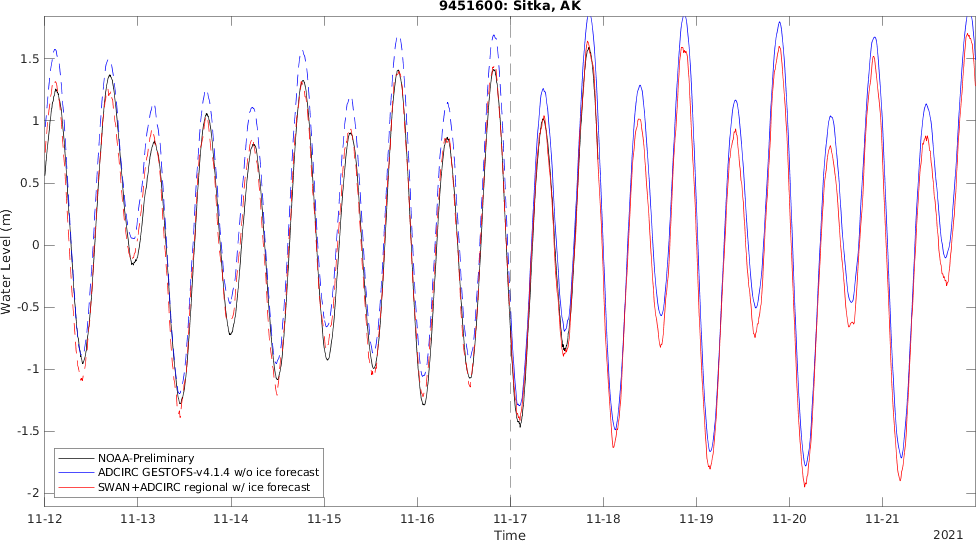 9451600: Sitka, AK
1.5
1
0.5
0
-0.5
-1
-1.5
-2
Water Level (m)
NOAA-Preliminary
ADCIRC GESTOFS-v4.1.4 w/o ice forecast
SWAN+ADCIRC regional w/ ice forecast
11-12 11-13 11-14 11-15 11-16 11-17 11-18 11-19 11-20 11-21
Time
2021